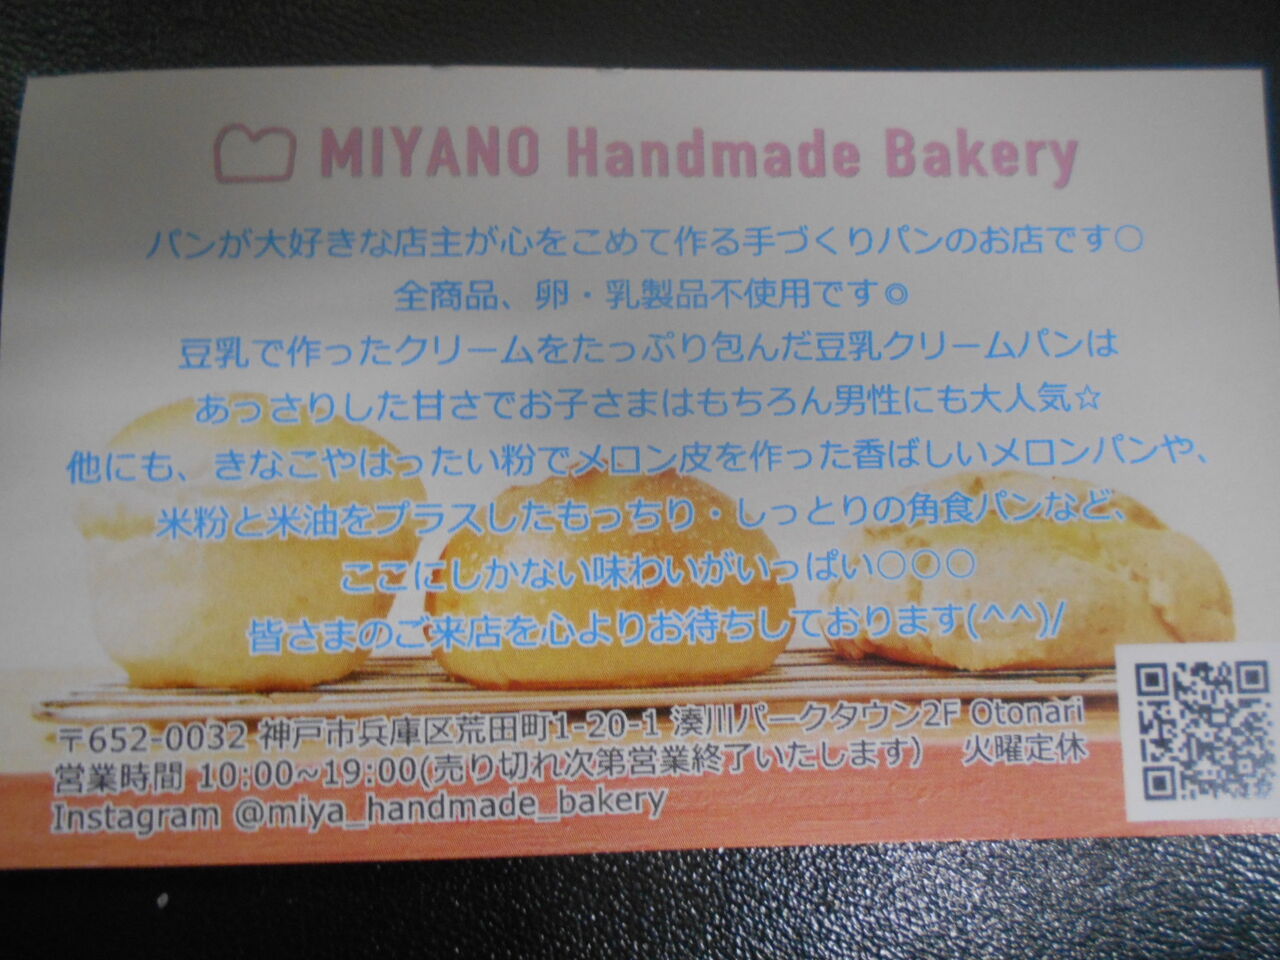 MIYANO Handmade Bakery
パンが大好きな店主が心をこめて作る手づくりパンのお店です○
全商品、卵・乳製品不使用です◎
豆乳で作ったクリームをたっぷり包んだ豆乳クリームパンは
あっさりした甘さでお子さまはもちろん男性にも大人気☆
他にも、きなこやはったい粉でメロン皮を作った香ばしいメロンパンや、
米粉と米油をプラスしたもっちり・しっとりの角食パンなど、
ここにしかない味わいがいっぱい○○○
皆さまのご来店を心よりお待ちしております(^^)/
〒652-0032 神戸市兵庫区荒田町1-20-1 湊川パークタウン2F Otonari
営業時間 10:00~19:00(売り切れ次第営業終了いたします) 火曜定休
Instagram @miya_handmade_bakery